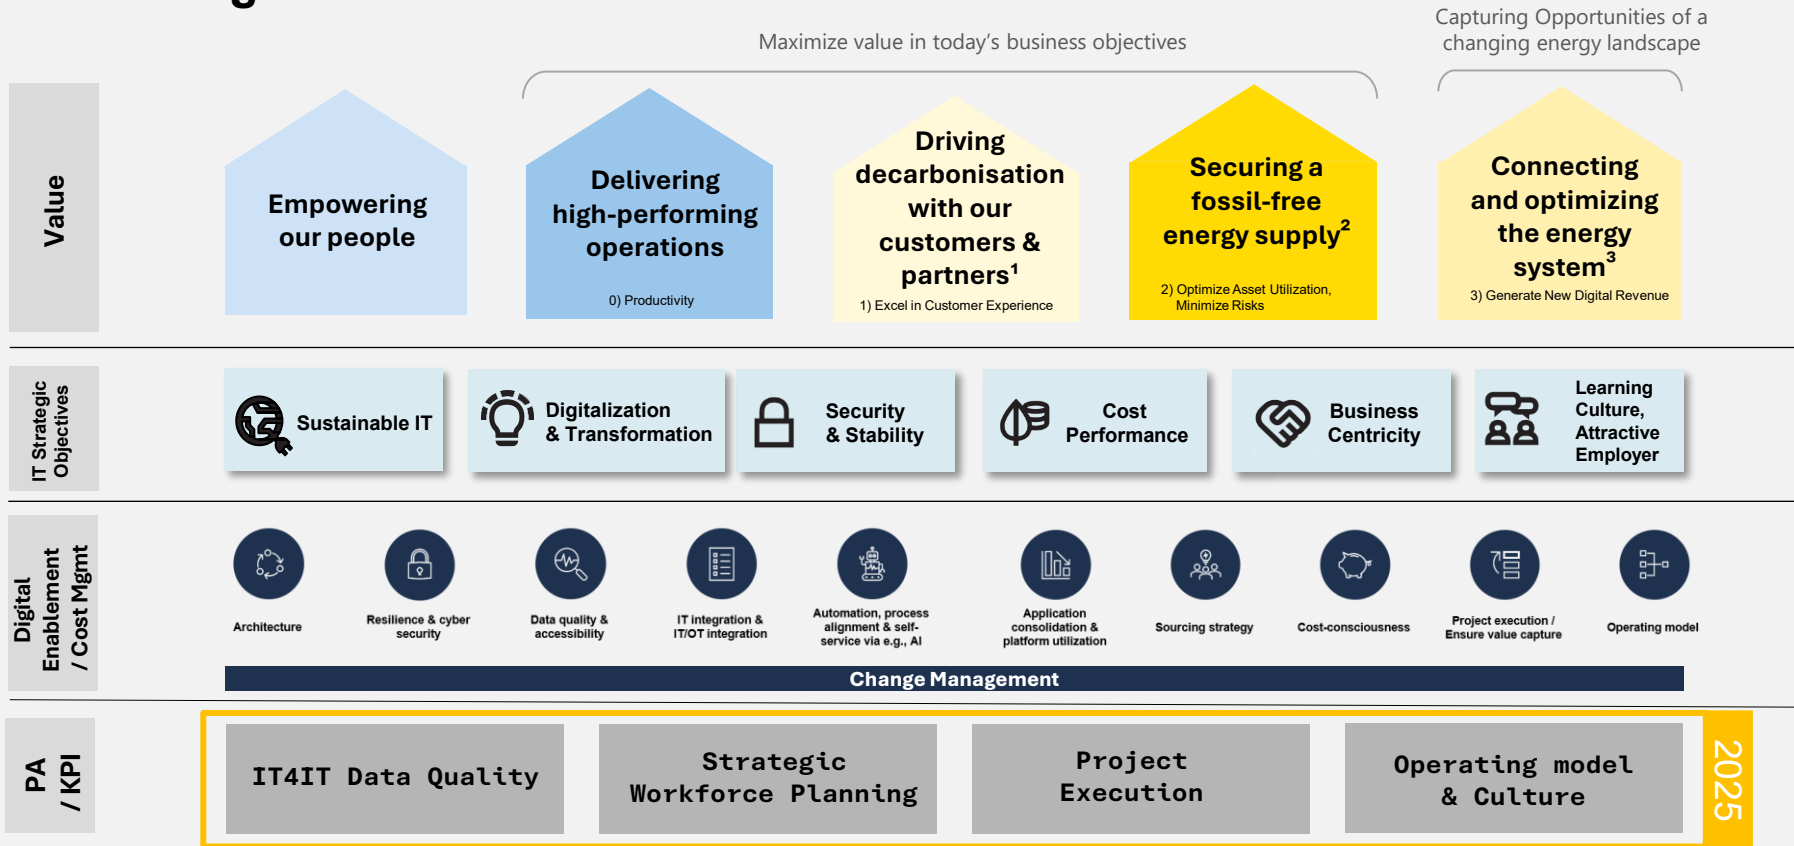 Capturing Opportunities of a
changing energy landscape
Maximize value in today's business objectives
Value
Empowering
our people
Delivering
high-performing
operations
0) Productivity
Driving
decarbonisation
with our
customers &
partners¹
1) Excel in Customer Experience
Securing a
fossil-free
energy supply²
2) Optimize Asset Utilization,
Minimize Risks
Connecting
and optimizing
the energy
system³
3) Generate New Digital Revenue
IT Strategic
Objectives
Sustainable IT
Digitalization
& Transformation
Security
& Stability
Cost
Performance
Business
Centricity
Learning
Culture,
Attractive
Employer
Digital
Enablement
/ Cost Mgmt
Architecture
Resilience & cyber
security
Data quality &
accessibility
IT integration &
IT/OT integration
Automation, process
alignment & self-
service via e.g., AI
Application
consolidation &
platform utilization
Sourcing strategy
Cost-consciousness
Project execution /
Ensure value capture
Operating model
Change Management
PA
/ KPI
IT4IT Data Quality
Strategic
Workforce Planning
Project
Execution
Operating model
& Culture
2025